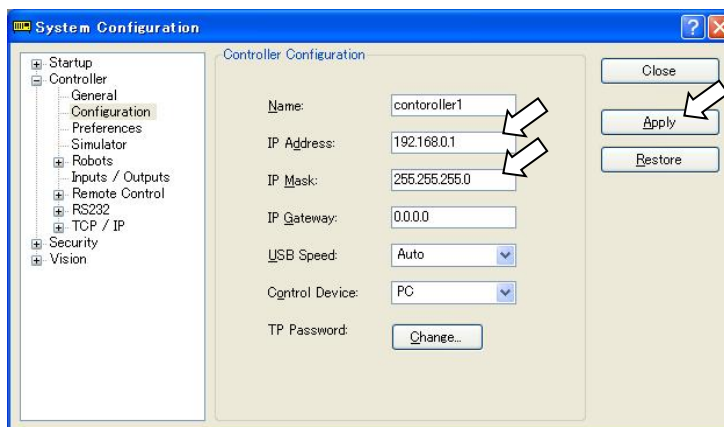 System Configuration
Startup
Controller
General
Configuration
Preferences
Simulator
Robots
Inputs / Outputs
Remote Control
RS232
TCP / IP
Security
Vision
Controller Configuration
Name: contoroller1
IP Address: 192.168.0.1
IP Mask: 255.255.255.0
IP Gateway: 0.0.0.0
USB Speed: Auto
Control Device: PC
TP Password: Change...
Close
Apply
Restore